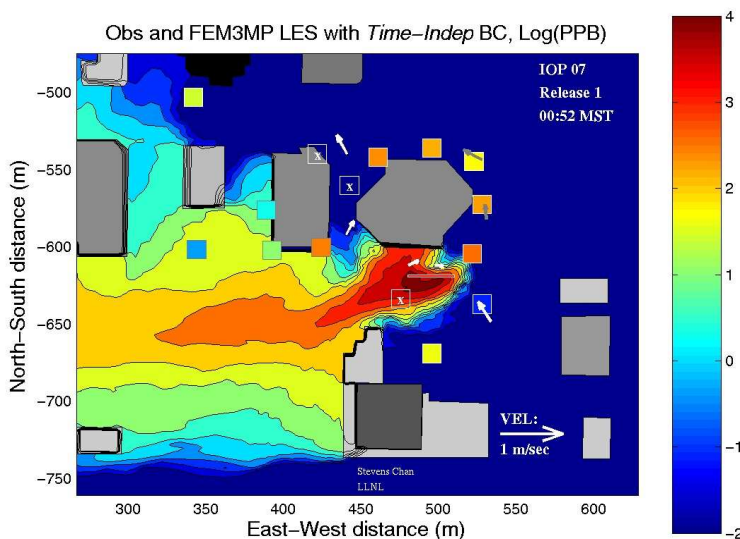 Obs and FEM3MP LES with Time-Indep BC, Log(PPB)
IOP 07
Release 1
00:52 MST
x
x
x
VEL:
1 m/sec
Stevens Chan
LLNL
North-South distance (m)
-500
-550
-600
-650
-700
-750
300 350 400 450 500 550 600
East-West distance (m)
4
3
2
1
0
-1
-2